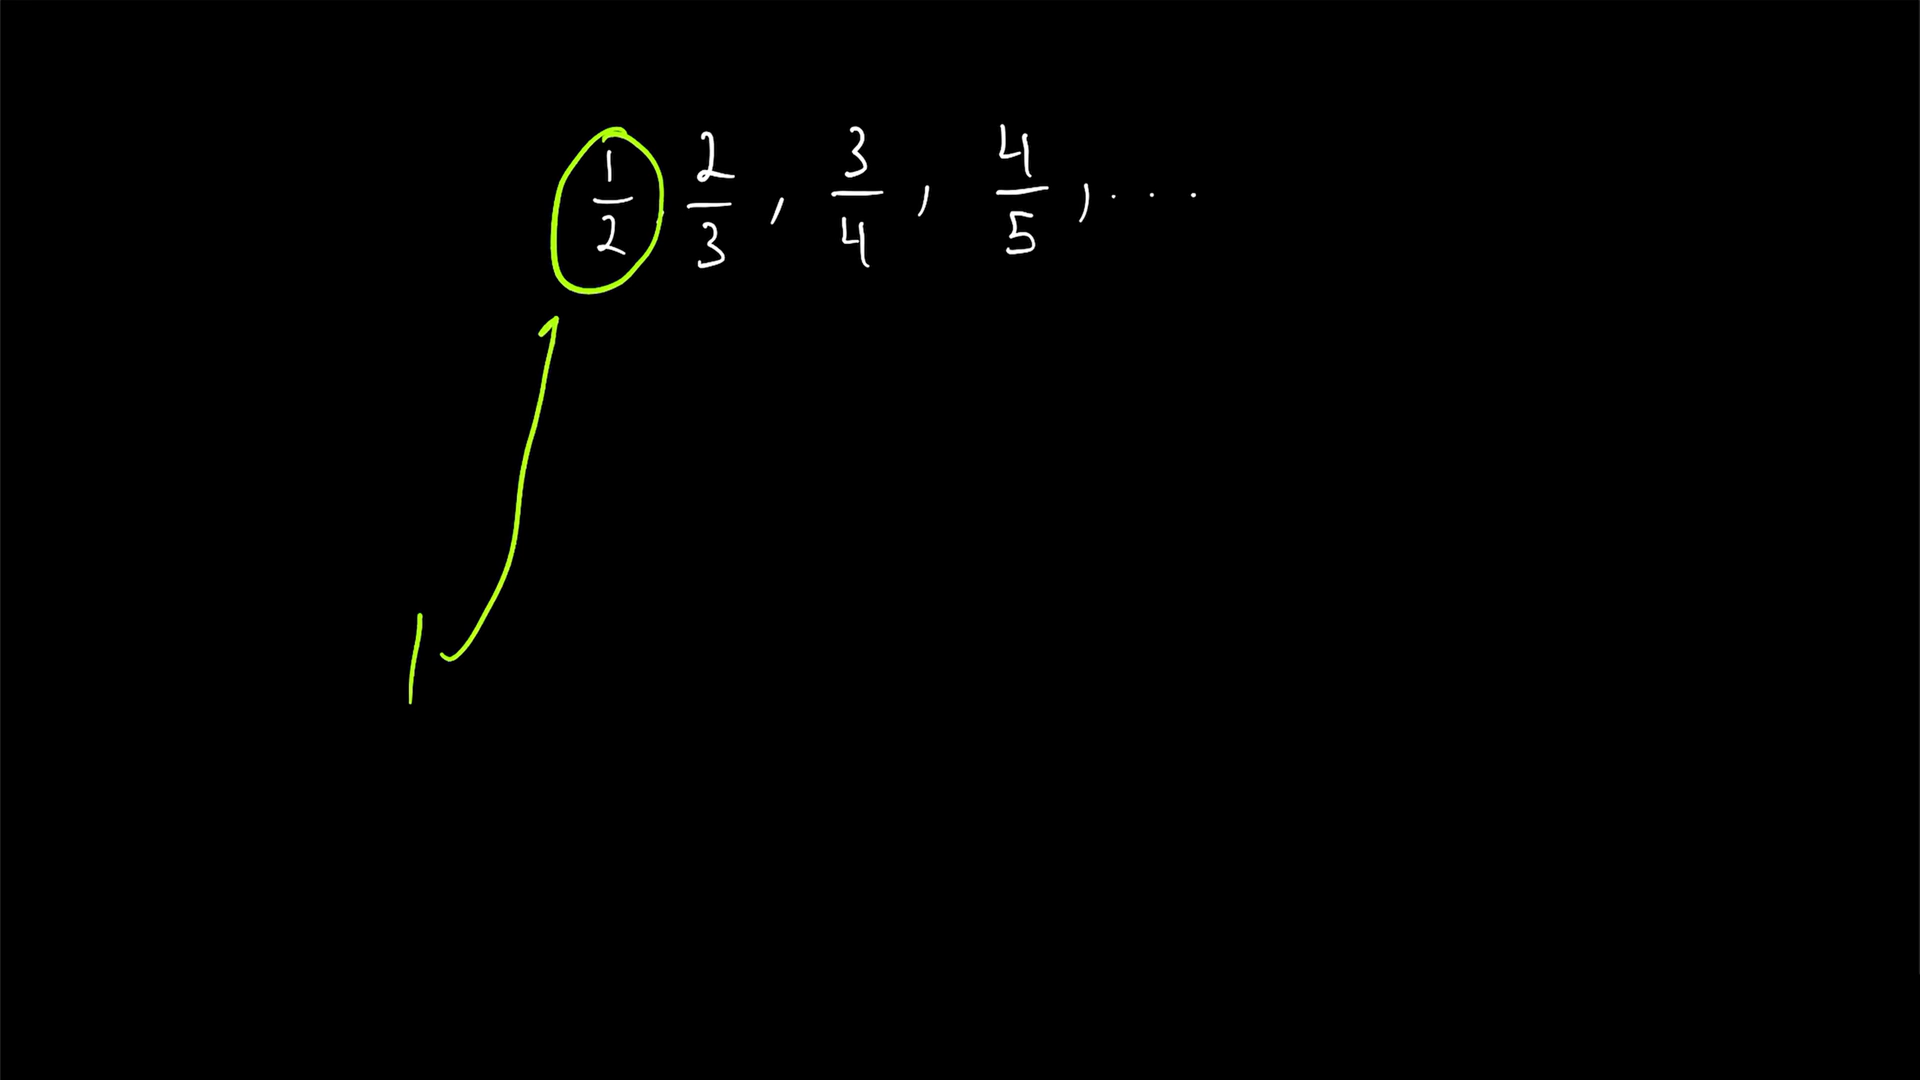 1/2 2/3 , 3/4 , 4/5 , . . .
1